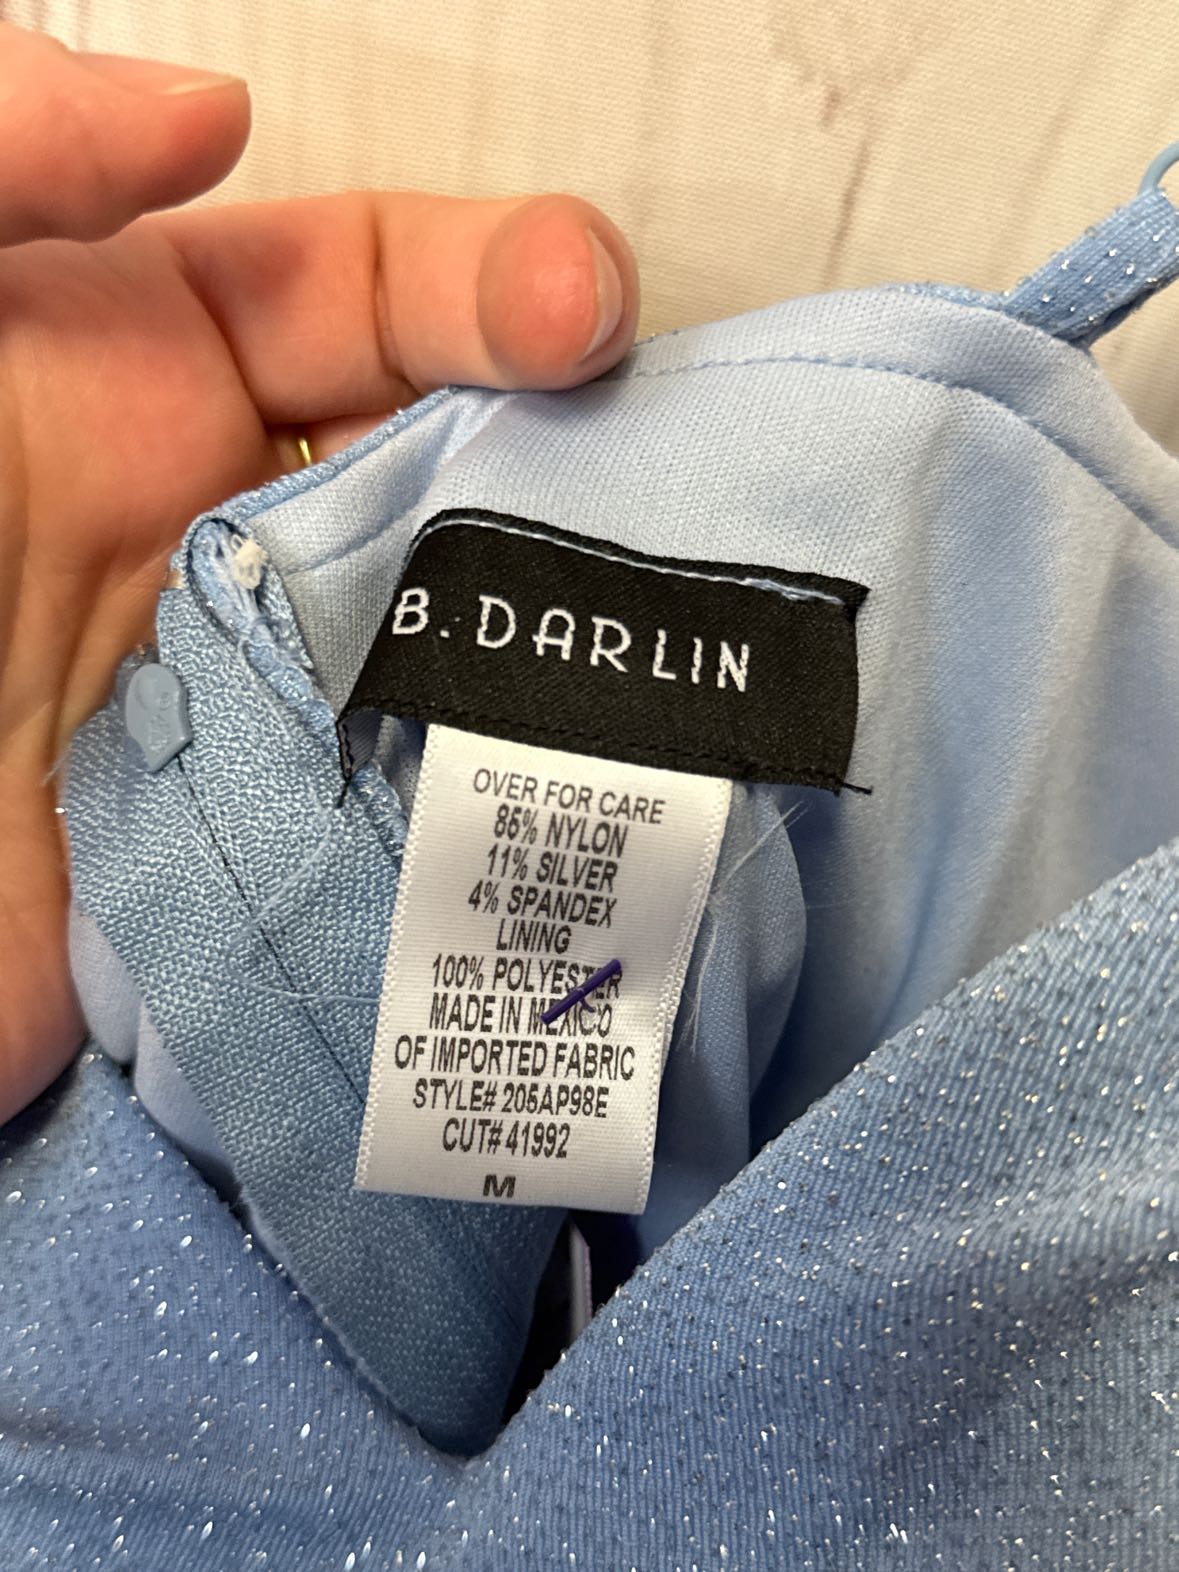 B. DARLIN
OVER FOR CARE
85% NYLON
11% SILVER
4% SPANDEX
LINING
100% POLYESTER
MADE IN MEXICO
OF IMPORTED FABRIC
STYLE# 205AP98E
CUT# 41992
M